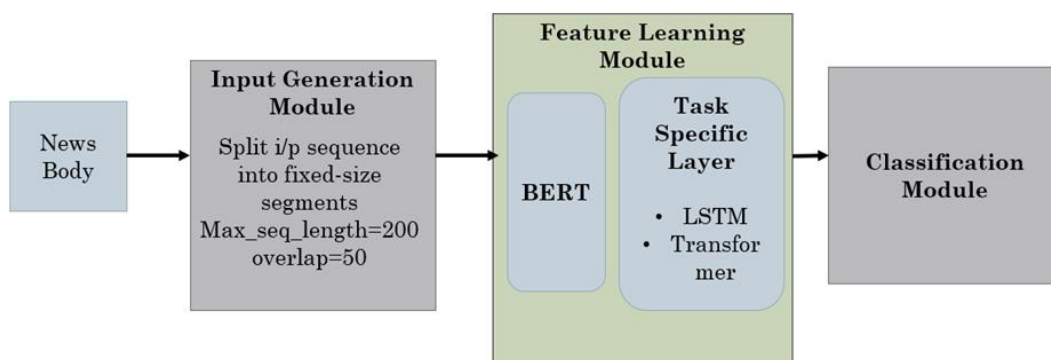 News
Body
Input Generation
Module
Split i/p sequence
into fixed-size
segments
Max_seq_length=200
overlap=50
Feature Learning
Module
BERT
Task
Specific
Layer
• LSTM
• Transfor
mer
Classification
Module